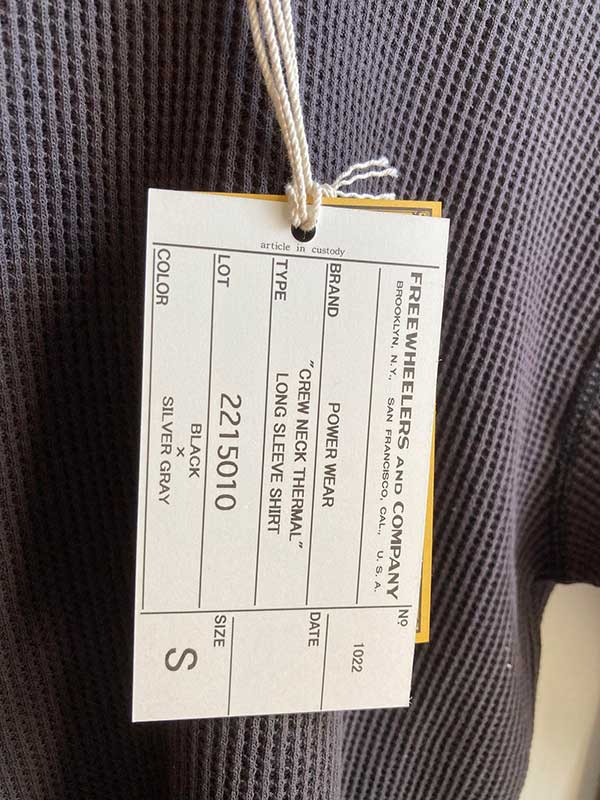 article in custody
FREEWHEELERS AND COMPANY
BROOKLYN, N.Y., SAN FRANCISCO, CAL., U. S. A.
Nº 1022
BRAND POWER WEAR
DATE
TYPE "CREW NECK THERMAL"
LONG SLEEVE SHIRT
LOT 2215010
SIZE S
COLOR BLACK
×
SILVER GRAY